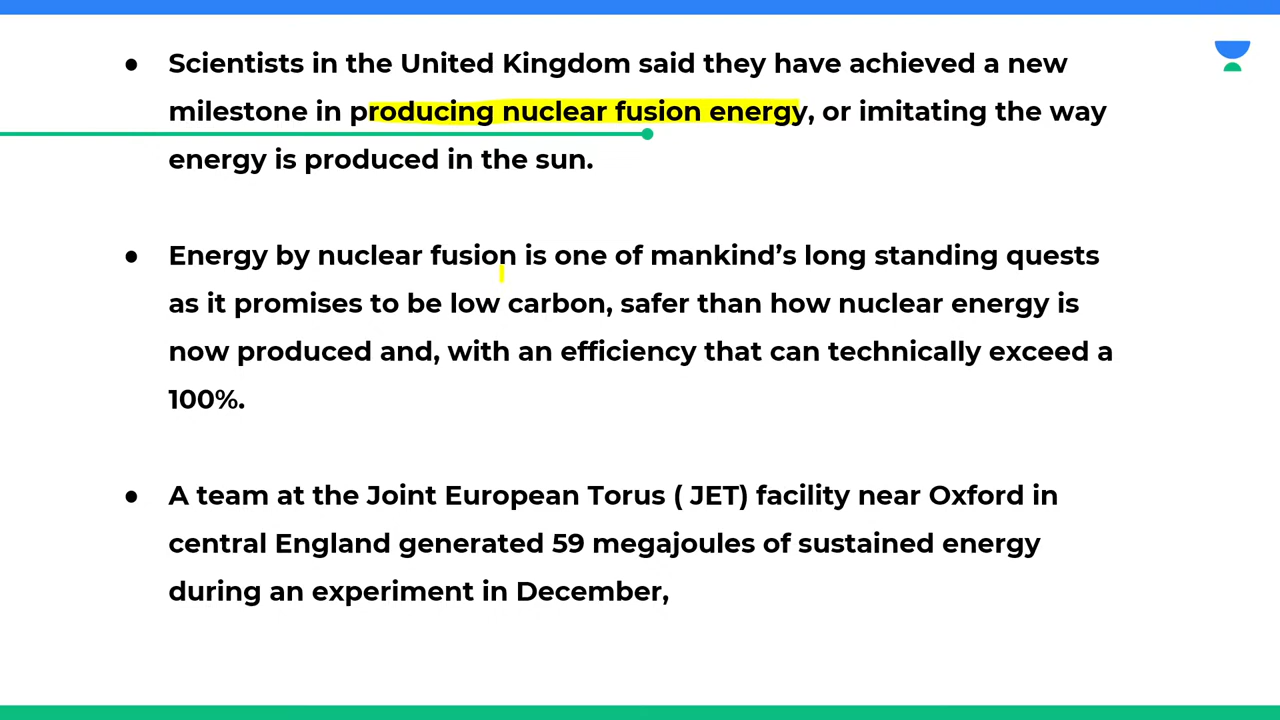 ● Scientists in the United Kingdom said they have achieved a new
milestone in producing nuclear fusion energy, or imitating the way
energy is produced in the sun.
● Energy by nuclear fusion is one of mankind’s long standing quests
as it promises to be low carbon, safer than how nuclear energy is
now produced and, with an efficiency that can technically exceed a
100%.
● A team at the Joint European Torus ( JET) facility near Oxford in
central England generated 59 megajoules of sustained energy
during an experiment in December,